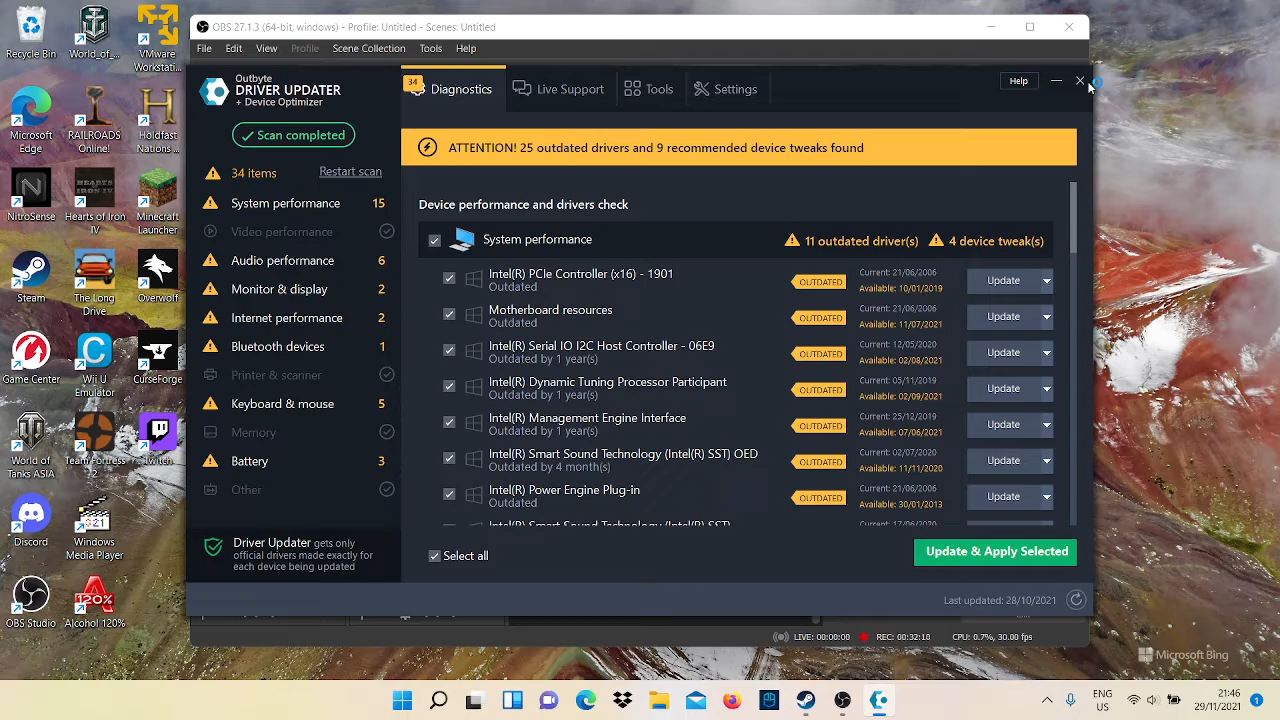 OBS 27.1.3 (64-bit, windows) - Profile: Untitled - Scenes: Untitled
File Edit View Profile Scene Collection Tools Help
Recycle Bin
World_of_...
VMware Workstati...
Microsoft Edge
RAILROADS Online!
Holdfast Nations...
NitroSense
Hearts of Iron IV
Minecraft Launcher
Steam
The Long Drive
Overwolf
Game Center
Wii U Emulator
CurseForge
World of Tanks ASIA
Team Fortress
Twitch
Discord
4321
Windows Media Player
OBS Studio
120%
Alcohol 120%
Outbyte
DRIVER UPDATER
+ Device Optimizer
Scan completed
34 items Restart scan
System performance 15
Video performance
Audio performance 6
Monitor & display 2
Internet performance 2
Bluetooth devices 1
Printer & scanner
Keyboard & mouse 5
Memory
Battery 3
Other
Driver Updater gets only
official drivers made exactly for
each device being updated
34
Diagnostics Live Support Tools Settings Help
ATTENTION! 25 outdated drivers and 9 recommended device tweaks found
Device performance and drivers check
System performance 11 outdated driver(s) 4 device tweak(s)
Intel(R) PCIe Controller (x16) - 1901
Outdated
OUTDATED
Current: 21/06/2006
Available: 10/01/2019
Update
Motherboard resources
Outdated
OUTDATED
Current: 21/06/2006
Available: 11/07/2021
Update
Intel(R) Serial IO I2C Host Controller - 06E9
Outdated by 1 year(s)
OUTDATED
Current: 12/05/2020
Available: 02/08/2021
Update
Intel(R) Dynamic Tuning Processor Participant
Outdated by 1 year(s)
OUTDATED
Current: 05/11/2019
Available: 02/09/2021
Update
Intel(R) Management Engine Interface
Outdated by 1 year(s)
OUTDATED
Current: 25/12/2019
Available: 07/06/2021
Update
Intel(R) Smart Sound Technology (Intel(R) SST) OED
Outdated by 4 month(s)
OUTDATED
Current: 02/07/2020
Available: 11/11/2020
Update
Intel(R) Power Engine Plug-in
Outdated
OUTDATED
Current: 21/06/2006
Available: 30/01/2013
Update
Intel(R) Smart Sound Technology (Intel(R) SST)
Current: 17/06/2020
Select all
Update & Apply Selected
Last updated: 28/10/2021
LIVE: 00:00:00 REC: 00:32:10 CPU: 0.7%, 30.00 fps
Microsoft Bing
ENG
US
21:46
29/11/2021
1